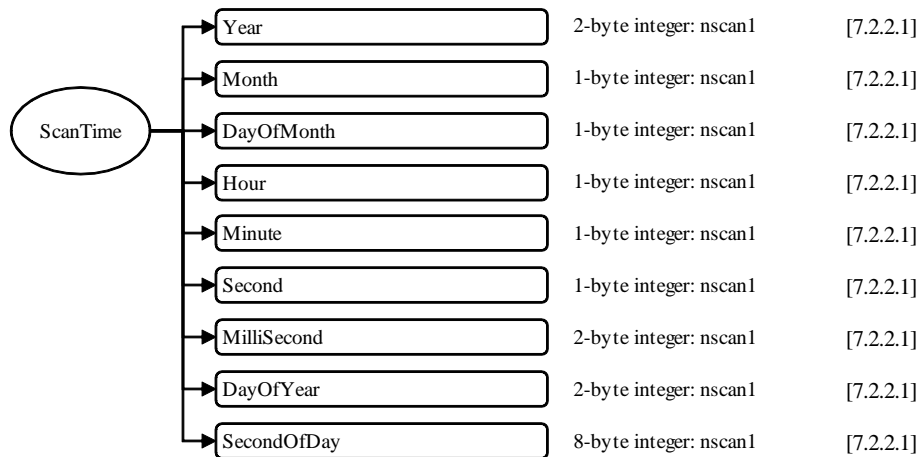 Year 2-byte integer: nscan1 [7.2.2.1]
Month 1-byte integer: nscan1 [7.2.2.1]
ScanTime DayOfMonth 1-byte integer: nscan1 [7.2.2.1]
Hour 1-byte integer: nscan1 [7.2.2.1]
Minute 1-byte integer: nscan1 [7.2.2.1]
Second 1-byte integer: nscan1 [7.2.2.1]
MilliSecond 2-byte integer: nscan1 [7.2.2.1]
DayOfYear 2-byte integer: nscan1 [7.2.2.1]
SecondOfDay 8-byte integer: nscan1 [7.2.2.1]